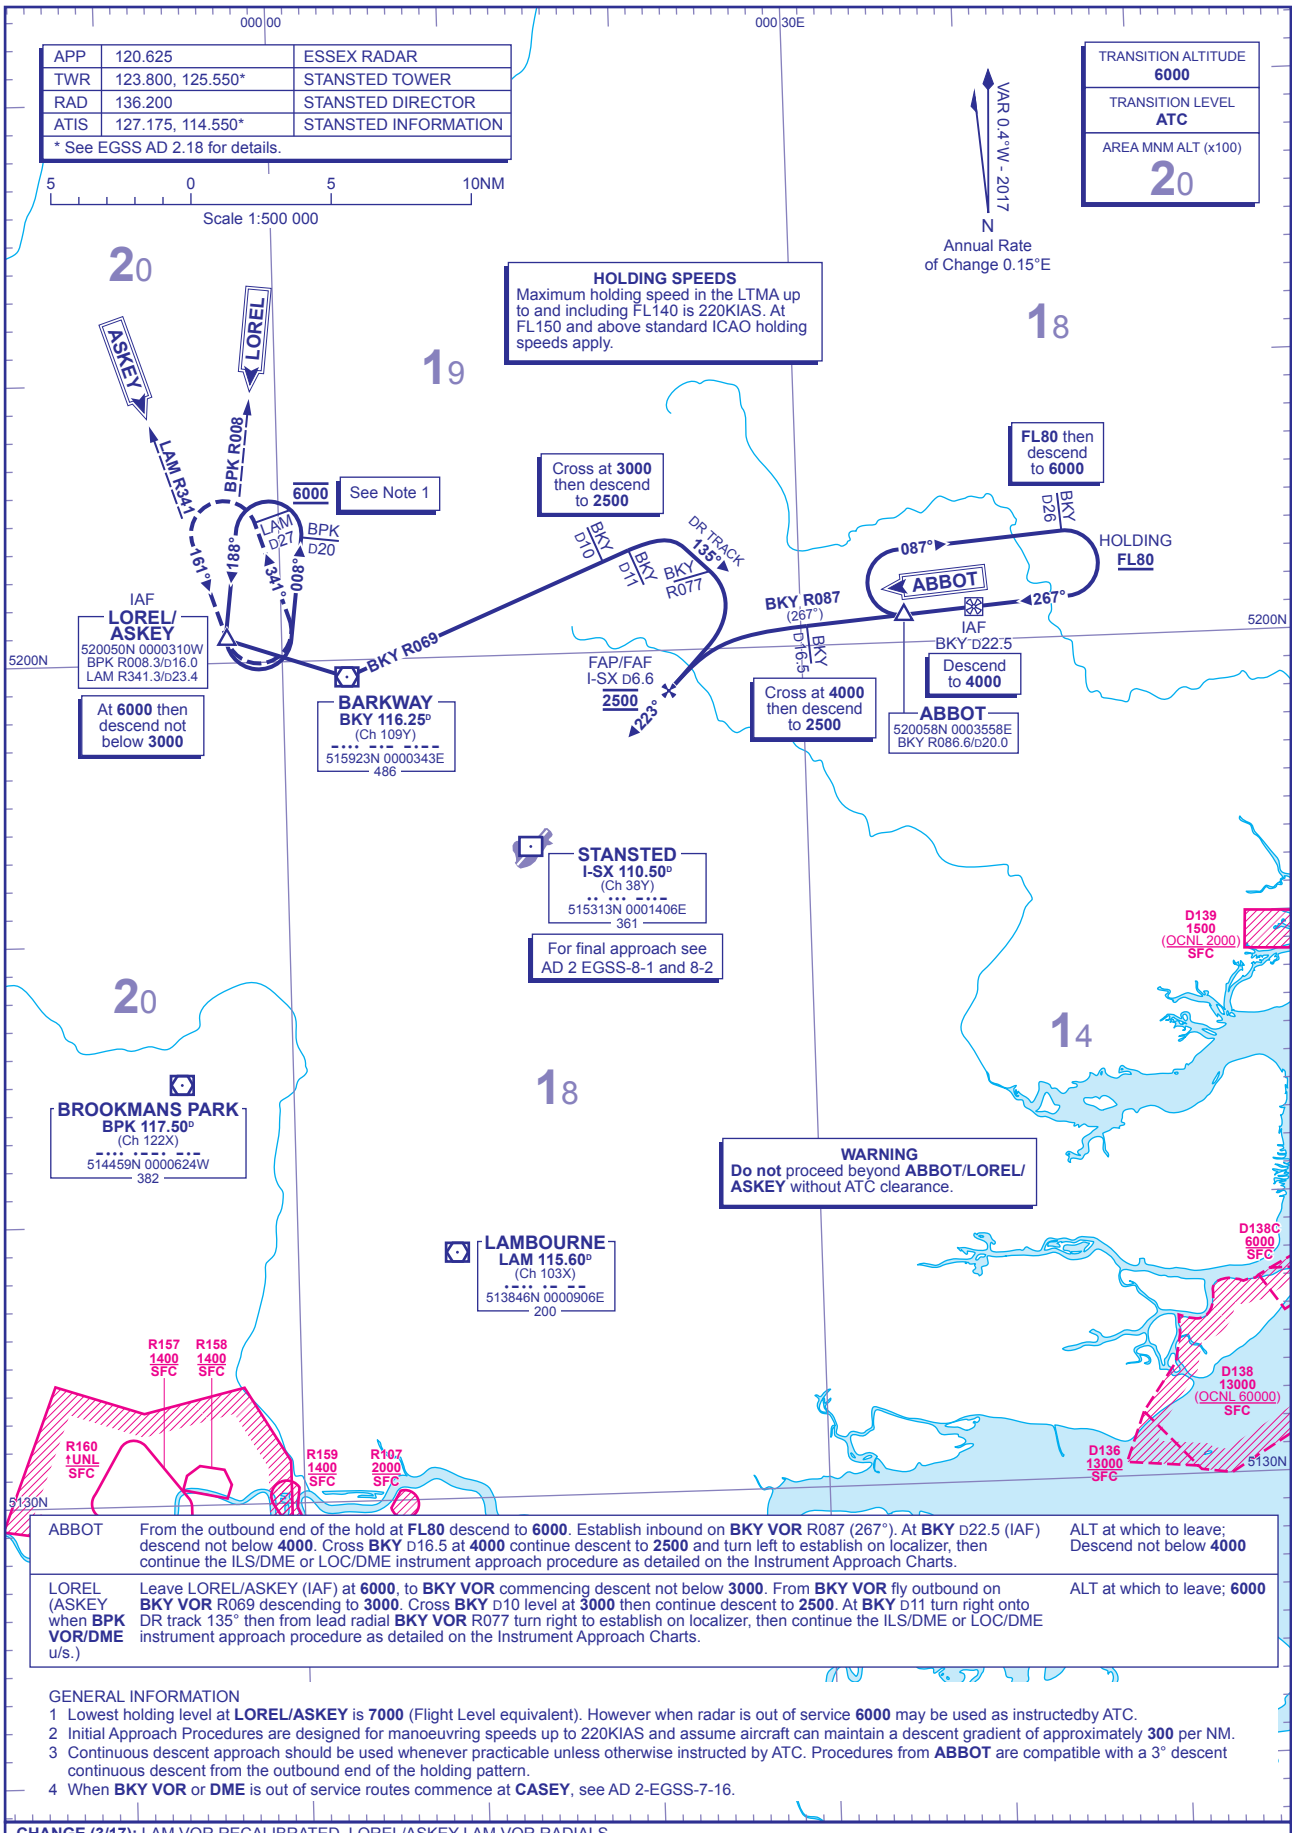 000 00
000 30E
APP 120.625 ESSEX RADAR
TWR 123.800, 125.550* STANSTED TOWER
RAD 136.200 STANSTED DIRECTOR
ATIS 127.175, 114.550* STANSTED INFORMATION
* See EGSS AD 2.18 for details.
5 0 5 10NM
Scale 1:500 000
VAR 0.4°W - 2017
N
Annual Rate
of Change 0.15°E
TRANSITION ALTITUDE
6000
TRANSITION LEVEL
ATC
AREA MNM ALT (x100)
20
20
19
18
HOLDING SPEEDS
Maximum holding speed in the LTMA up
to and including FL140 is 220KIAS. At
FL150 and above standard ICAO holding
speeds apply.
ASKEY
LOREL
LAM R341
BPK R008
6000
See Note 1
LAM
D27
BPK
D20
161°
188°
341°
008°
IAF
LOREL/
ASKEY
520050N 0000310W
BPK R008.3/D16.0
LAM R341.3/D23.4
At 6000 then
descend not
below 3000
5200N
BKY R069
BARKWAY
BKY 116.25D
(Ch 109Y)
515923N 0000343E
486
Cross at 3000
then descend
to 2500
BKY
D10
BKY
D11
DR TRACK
135°
BKY
R077
FAP/FAF
I-SX D6.6
2500
223°
BKY R087
(267°)
BKY
D16.5
Cross at 4000
then descend
to 2500
FL80 then
descend
to 6000
BKY
D26
087°
HOLDING
FL80
ABBOT
267°
IAF
BKY D22.5
Descend
to 4000
5200N
ABBOT
520058N 0003558E
BKY R086.6/D20.0
STANSTED
I-SX 110.50D
(Ch 38Y)
515313N 0001406E
361
For final approach see
AD 2 EGSS-8-1 and 8-2
D139
1500
(OCNL 2000)
SFC
20
14
18
BROOKMANS PARK
BPK 117.50D
(Ch 122X)
514459N 0000624W
382
WARNING
Do not proceed beyond ABBOT/LOREL/
ASKEY without ATC clearance.
LAMBOURNE
LAM 115.60D
(Ch 103X)
513846N 0000906E
200
D138C
6000
SFC
R157
1400
SFC
R158
1400
SFC
D138
13000
(OCNL 60000)
SFC
R160
↑UNL
SFC
R159
1400
SFC
R107
2000
SFC
D136
13000
SFC
5130N
5130N
ABBOT From the outbound end of the hold at FL80 descend to 6000. Establish inbound on BKY VOR R087 (267°). At BKY D22.5 (IAF) ALT at which to leave;
descend not below 4000. Cross BKY D16.5 at 4000 continue descent to 2500 and turn left to establish on localizer, then Descend not below 4000
continue the ILS/DME or LOC/DME instrument approach procedure as detailed on the Instrument Approach Charts.
LOREL Leave LOREL/ASKEY (IAF) at 6000, to BKY VOR commencing descent not below 3000. From BKY VOR fly outbound on ALT at which to leave; 6000
(ASKEY BKY VOR R069 descending to 3000. Cross BKY D10 level at 3000 then continue descent to 2500. At BKY D11 turn right onto
when BPK DR track 135° then from lead radial BKY VOR R077 turn right to establish on localizer, then continue the ILS/DME or LOC/DME
VOR/DME instrument approach procedure as detailed on the Instrument Approach Charts.
u/s.)
GENERAL INFORMATION
1 Lowest holding level at LOREL/ASKEY is 7000 (Flight Level equivalent). However when radar is out of service 6000 may be used as instructedby ATC.
2 Initial Approach Procedures are designed for manoeuvring speeds up to 220KIAS and assume aircraft can maintain a descent gradient of approximately 300 per NM.
3 Continuous descent approach should be used whenever practicable unless otherwise instructed by ATC. Procedures from ABBOT are compatible with a 3° descent
continuous descent from the outbound end of the holding pattern.
4 When BKY VOR or DME is out of service routes commence at CASEY, see AD 2-EGSS-7-16.
CHANGE (3/17): LAM VOR RECALIBRATED. LOREL/ASKEY LAM VOR RADIALS